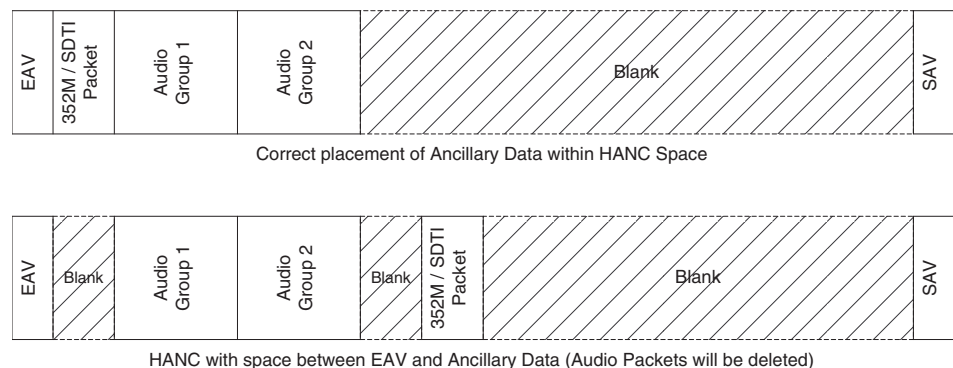 EAV
352M / SDTI
Packet
Audio
Group 1
Audio
Group 2
Blank
SAV
Correct placement of Ancillary Data within HANC Space
EAV
Blank
Audio
Group 1
Audio
Group 2
Blank
352M / SDTI
Packet
Blank
SAV
HANC with space between EAV and Ancillary Data (Audio Packets will be deleted)